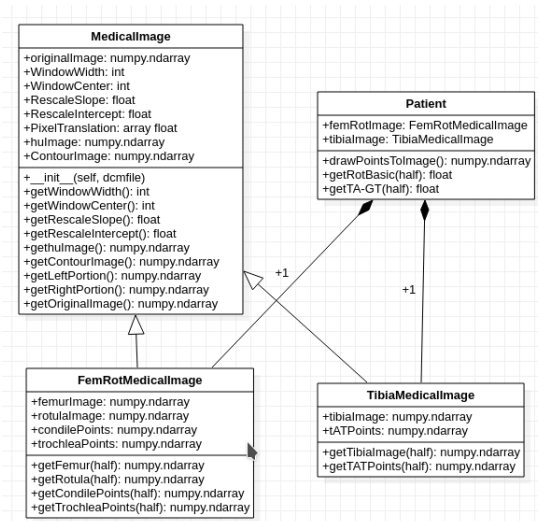 MedicalImage
+originalImage: numpy.ndarray
+WindowWidth: int
+WindowCenter: int
+RescaleSlope: float
+RescaleIntercept: float
+PixelTranslation: array float
+huImage: numpy.ndarray
+ContourImage: numpy.ndarray
+__init__(self, dcmfile)
+getWindowWidth(): int
+getWindowCenter(): int
+getRescaleSlope(): float
+getRescaleIntercept(): float
+gethuImage(): numpy.ndarray
+getContourImage(): numpy.ndarray
+getLeftPortion(): numpy.ndarray
+getRightPortion(): numpy.ndarray
+getOriginalImage(): numpy.ndarray
Patient
+femRotImage: FemRotMedicalImage
+tibiaImage: TibiaMedicalImage
+drawPointsToImage(): numpy.ndarray
+getRotBasic(half): float
+getTA-GT(half): float
+1
+1
FemRotMedicalImage
+femurImage: numpy.ndarray
+rotulaImage: numpy.ndarray
+condilePoints: numpy.ndarray
+trochleaPoints: numpy.ndarray
+getFemur(half): numpy.ndarray
+getRotula(half): numpy.ndarray
+getCondilePoints(half): numpy.ndarray
+getTrochleaPoints(half): numpy.ndarray
TibiaMedicalImage
+tibiaImage: numpy.ndarray
+tATPoints: numpy.ndarray
+getTibiaImage(half): numpy.ndarray
+getTATPoints(half): numpy.ndarray